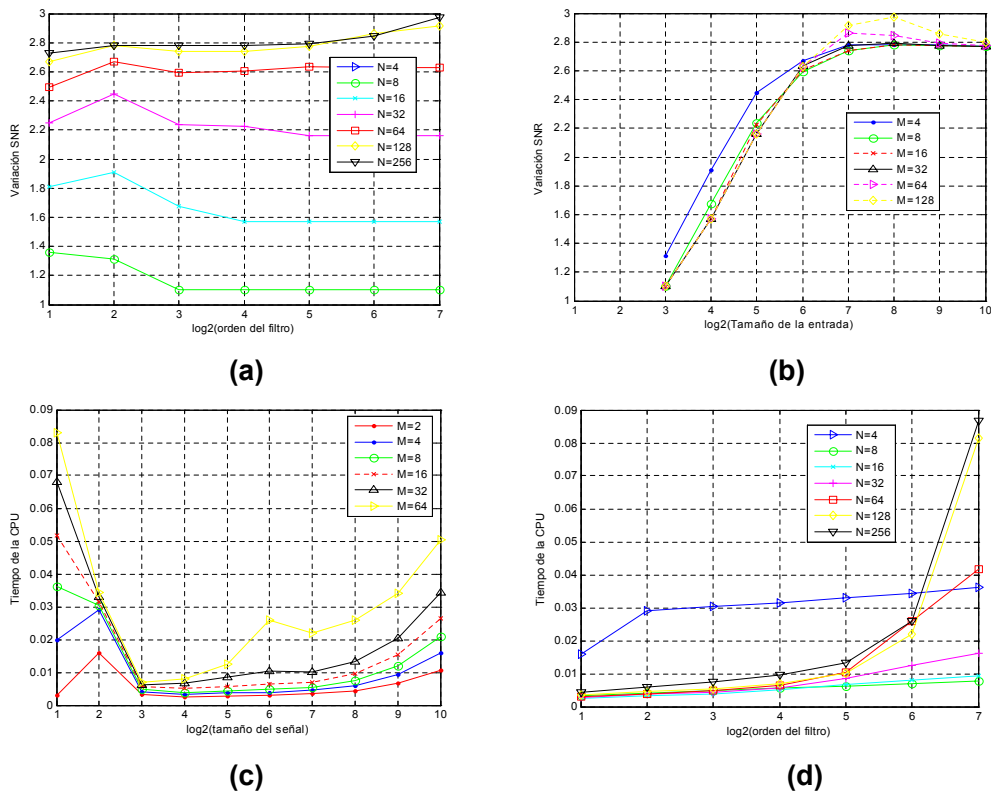 3
2.8
2.6
2.4
2.2
2
1.8
1.6
1.4
1.2
1
Variación SNR
1 2 3 4 5 6 7
log2(orden del filtro)
N=4
N=8
N=16
N=32
N=64
N=128
N=256
(a)
3
2.8
2.6
2.4
2.2
2
1.8
1.6
1.4
1.2
1
Variación SNR
1 2 3 4 5 6 7 8 9 10
log2(Tamaño de la entrada)
M=4
M=8
M=16
M=32
M=64
M=128
(b)
0.09
0.08
0.07
0.06
0.05
0.04
0.03
0.02
0.01
0
Tiempo de la CPU
1 2 3 4 5 6 7 8 9 10
log2(tamaño del señal)
M=2
M=4
M=8
M=16
M=32
M=64
(c)
0.09
0.08
0.07
0.06
0.05
0.04
0.03
0.02
0.01
0
Tiempo de la CPU
1 2 3 4 5 6 7
log2(orden del filtro)
N=4
N=8
N=16
N=32
N=64
N=128
N=256
(d)